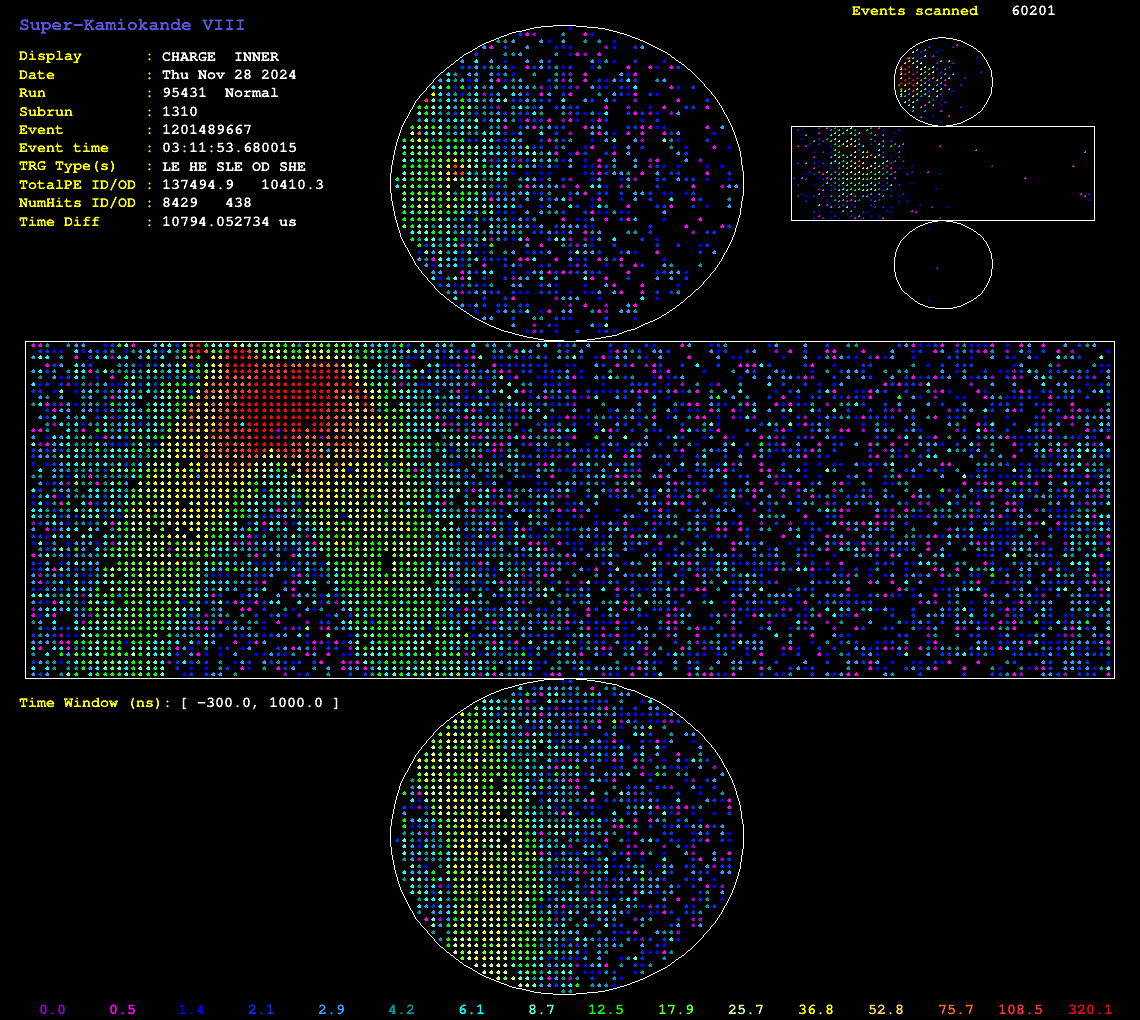 Super-Kamiokande VIII
Events scanned 60201
Display : CHARGE INNER
Date : Thu Nov 28 2024
Run : 95431 Normal
Subrun : 1310
Event : 1201489667
Event time : 03:11:53.680015
TRG Type(s) : LE HE SLE OD SHE
TotalPE ID/OD : 137494.9 10410.3
NumHits ID/OD : 8429 438
Time Diff : 10794.052734 us
Time Window (ns): [ -300.0, 1000.0 ]
0.0 0.5 1.4 2.1 2.9 4.2 6.1 8.7 12.5 17.9 25.7 36.8 52.8 75.7 108.5 320.1